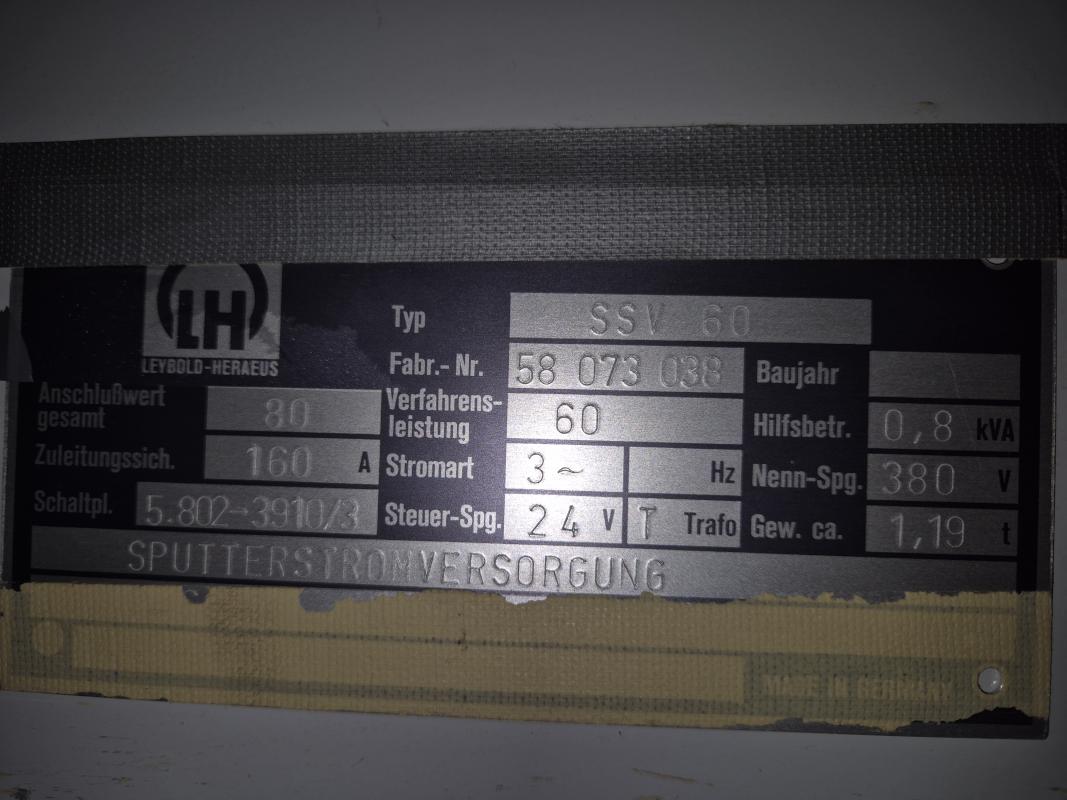 LH
LEYBOLD-HERAEUS
Typ SSV 60
Fabr.-Nr. 58 073 038 Baujahr
Anschlußwert gesamt 80 Verfahrens-leistung 60 Hilfsbetr. 0,8 kVA
Zuleitungssich. 160 A Stromart 3~ Hz Nenn-Spg. 380 V
Schaltpl. 5.802-3910/3 Steuer-Spg. 24 V T Trafo Gew. ca. 1,19 t
SPUTTERSTROMVERSORGUNG
MADE IN GERMANY